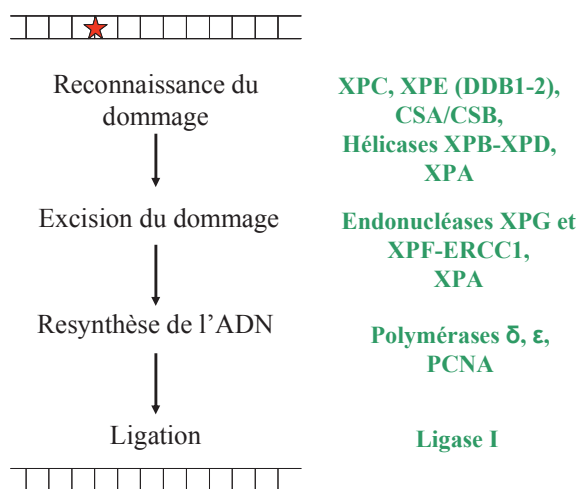 Reconnaissance du
dommage
XPC, XPE (DDB1-2),
CSA/CSB,
Hélicases XPB-XPD,
XPA
Excision du dommage
Endonucléases XPG et
XPF-ERCC1,
XPA
Resynthèse de l’ADN
Polymérases δ, ε,
PCNA
Ligation
Ligase I